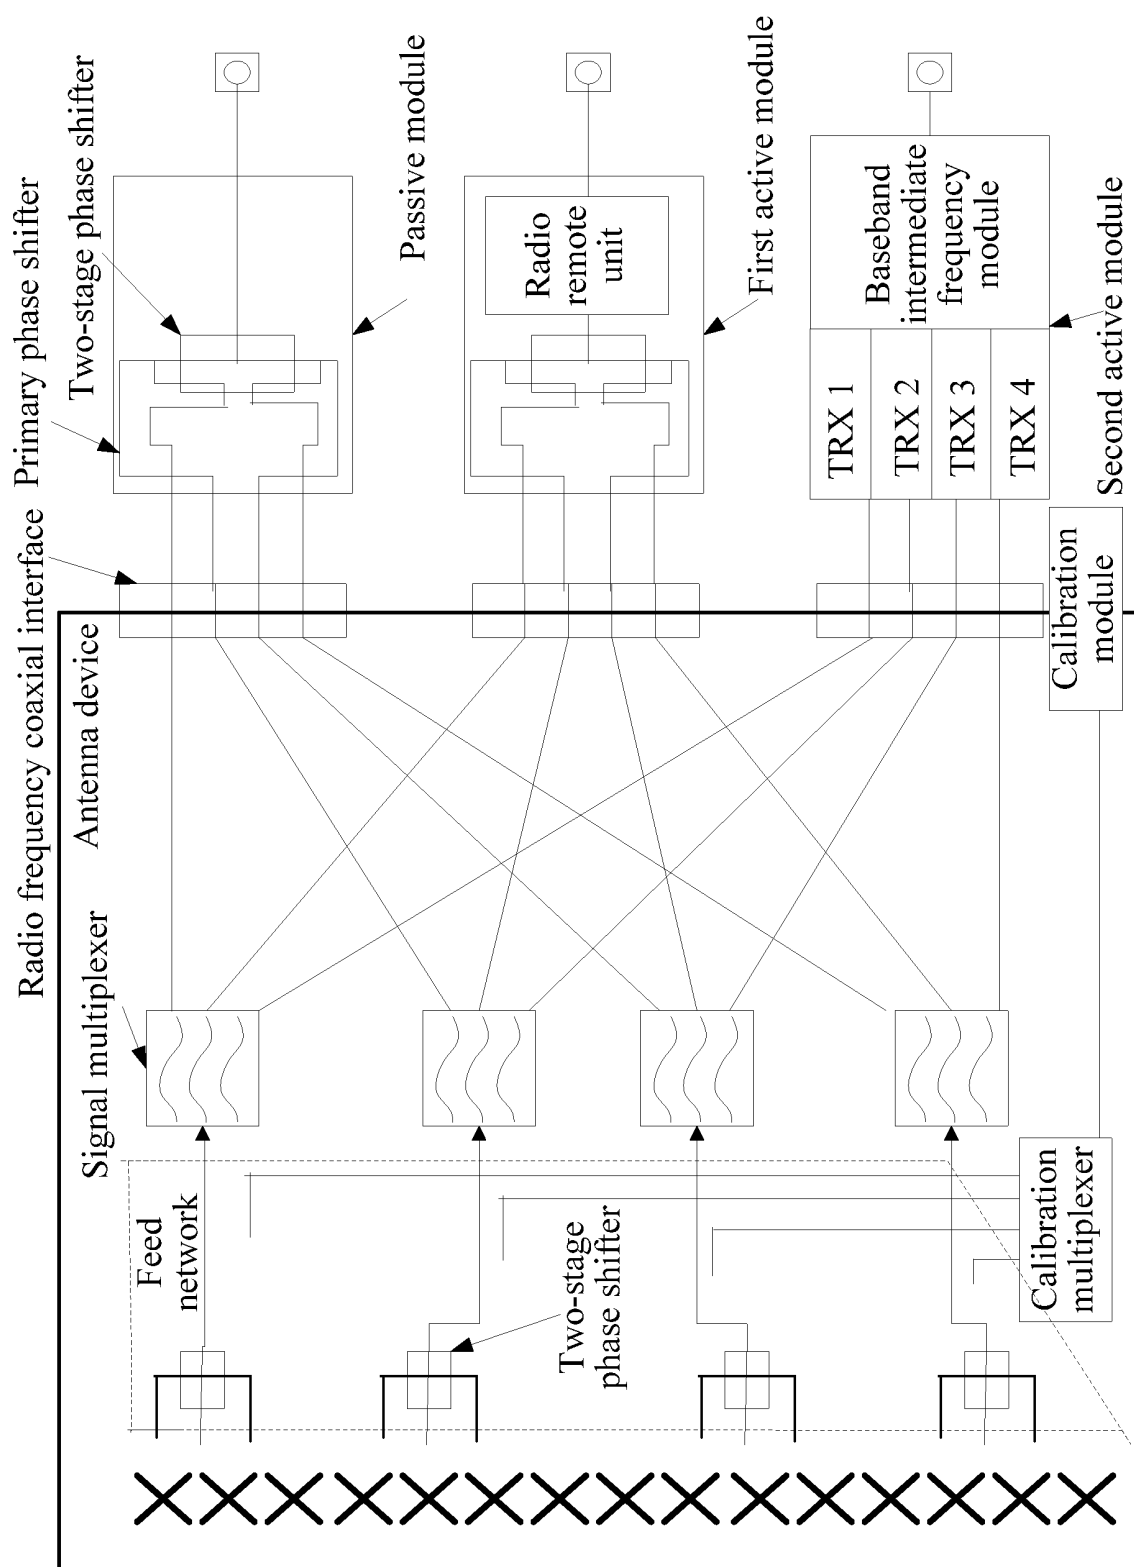 Radio frequency coaxial interface
Primary phase shifter
Two-stage phase shifter
Signal multiplexer
Antenna device
Passive module
Radio
remote
unit
First active module
Baseband
intermediate
frequency
module
TRX 1
TRX 2
TRX 3
TRX 4
Second active module
Calibration
module
Feed
network
Two-stage
phase shifter
Calibration
multiplexer